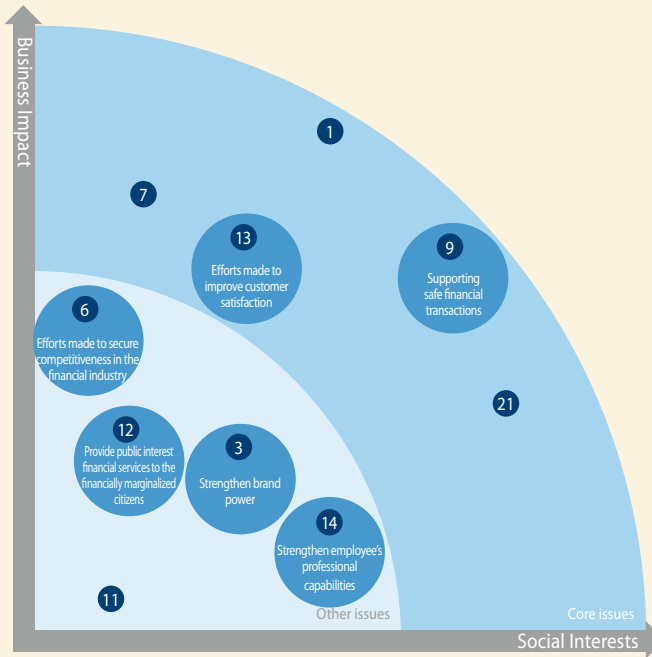 Business Impact
1
7
13
Efforts made to
improve customer
satisfaction
9
Supporting
safe financial
transactions
6
Efforts made to secure
competitiveness in the
financial industry
21
12
Provide public interest
financial services to the
financially marginalized
citizens
3
Strengthen brand
power
14
Strengthen employee's
professional
capabilities
11
Other issues
Core issues
Social Interests